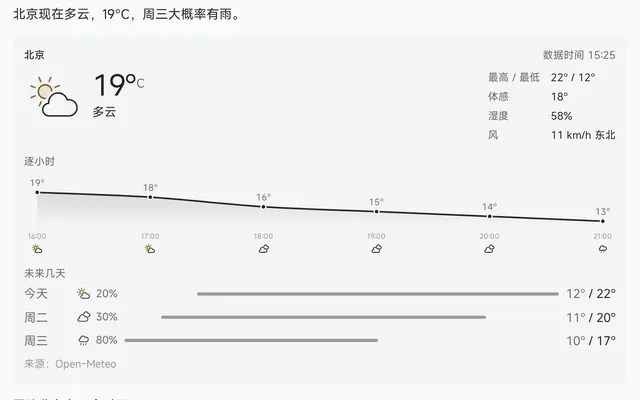 北京现在多云，19°C，周三大概率有雨。
北京
数据时间 15:25
19°C
多云
最高 / 最低 22° / 12°
体感 18°
湿度 58%
风 11 km/h 东北
逐小时
19° 18° 16° 15° 14° 13°
16:00 17:00 18:00 19:00 20:00 21:00
未来几天
今天 20% 12° / 22°
周二 30% 11° / 20°
周三 80% 10° / 17°
来源：Open-Meteo